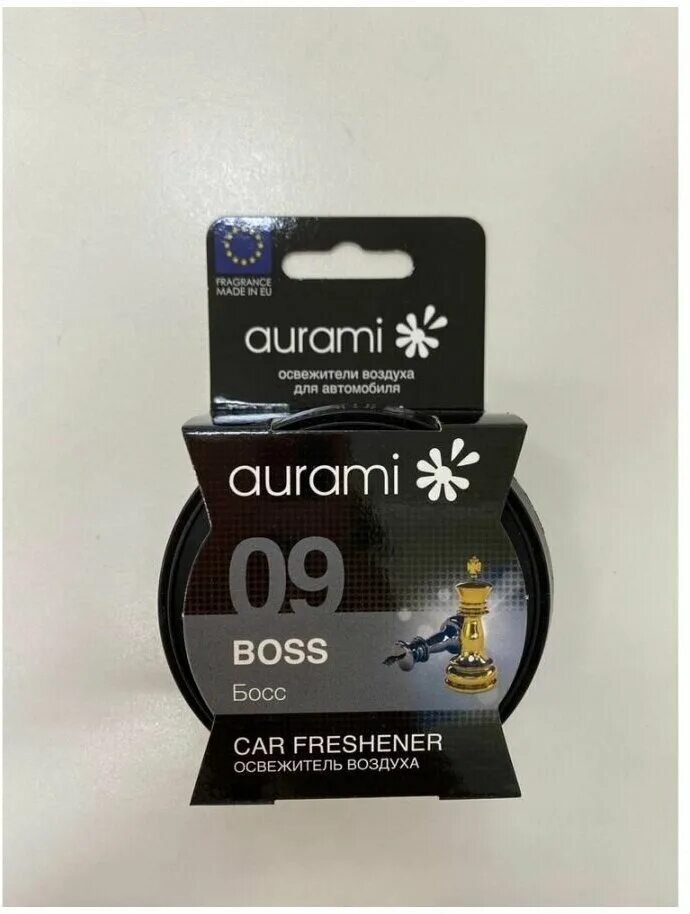 FRAGRANCE
MADE IN EU
aurami
освежители воздуха
для автомобиля
aurami
09
BOSS
Босс
CAR FRESHENER
ОСВЕЖИТЕЛЬ ВОЗДУХА